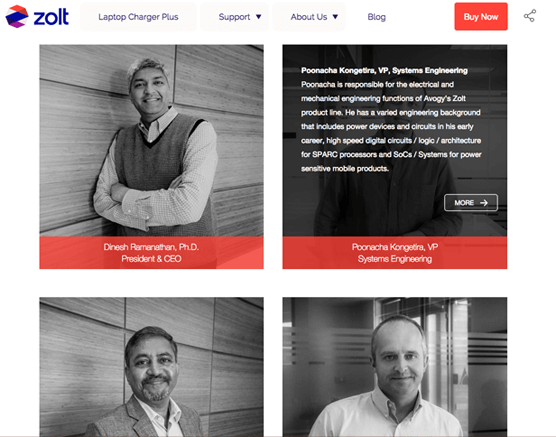 zolt
Laptop Charger Plus
Support
About Us
Blog
Buy Now
Poonacha Kongetira, VP, Systems Engineering
Poonacha is responsible for the electrical and
mechanical engineering functions of Avogy's Zolt
product line. He has a varied engineering background
that includes power devices and circuits in his early
career, high speed digital circuits / logic / architecture
for SPARC processors and SoCs / Systems for power
sensitive mobile products.
MORE
Dinesh Ramanathan, Ph.D.
President & CEO
Poonacha Kongetira, VP
Systems Engineering